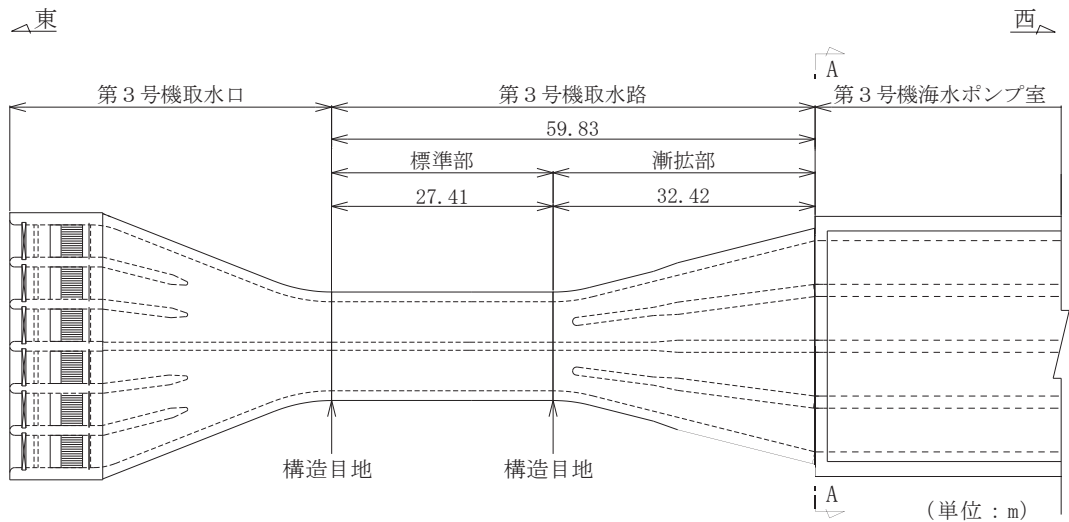 東
西
A
第３号機取水口
第３号機取水路
第３号機海水ポンプ室
59.83
標準部
漸拡部
27.41
32.42
構造目地
構造目地
A
（単位：m）